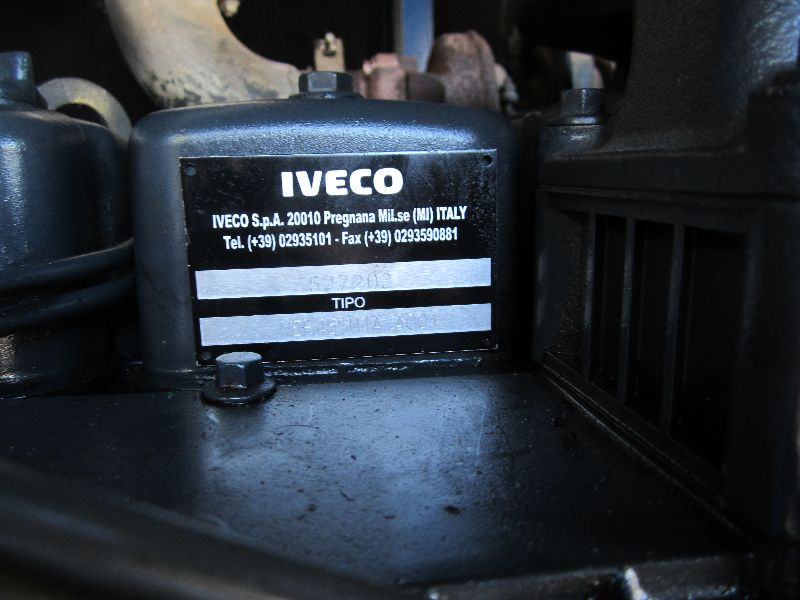 IVECO
IVECO S.p.A. 20010 Pregnana Mil.se (MI) ITALY
Tel. (+39) 02935101 - Fax (+39) 0293590881
TIPO